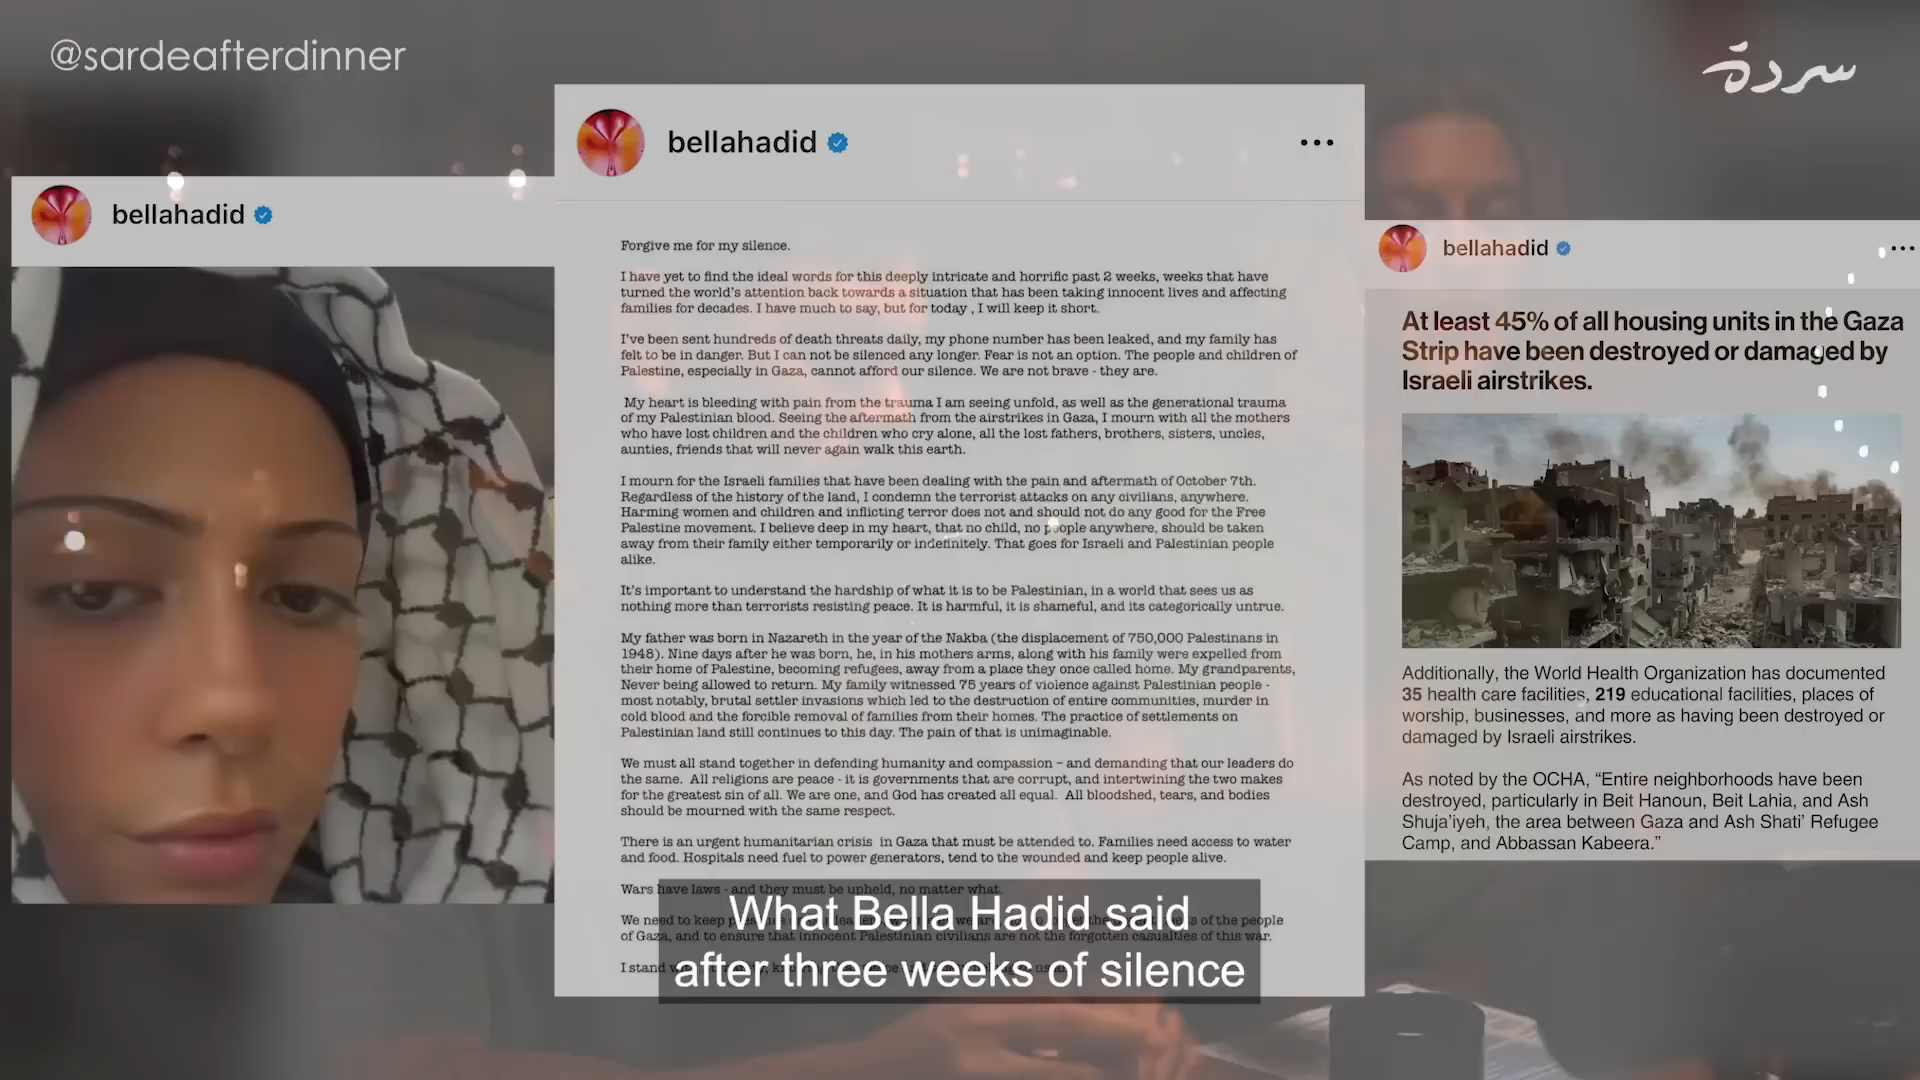 @sardeafterdinner
سردة
bellahadid
bellahadid
Forgive me for my silence.
I have yet to find the ideal words for this deeply intricate and horrific past 2 weeks, weeks that have
turned the world's attention back towards a situation that has been taking innocent lives and affecting
families for decades. I have much to say, but for today , I will keep it short.
I've been sent hundreds of death threats daily, my phone number has been leaked, and my family has
felt to be in danger. But I can not be silenced any longer. Fear is not an option. The people and children of
Palestine, especially in Gaza, cannot afford our silence. We are not brave - they are.
My heart is bleeding with pain from the trauma I am seeing unfold, as well as the generational trauma
of my Palestinian blood. Seeing the aftermath from the airstrikes in Gaza, I mourn with all the mothers
who have lost children and the children who cry alone, all the lost fathers, brothers, sisters, uncles,
aunties, friends that will never again walk this earth.
I mourn for the Israeli families that have been dealing with the pain and aftermath of October 7th.
Regardless of the history of the land, I condemn the terrorist attacks on any civilians, anywhere.
Harming women and children and inflicting terror does not and should not do any good for the Free
Palestine movement. I believe deep in my heart, that no child, no people anywhere, should be taken
away from their family either temporarily or indefinitely. That goes for Israeli and Palestinian people
alike.
It's important to understand the hardship of what it is to be Palestinian, in a world that sees us as
nothing more than terrorists resisting peace. It is harmful, it is shameful, and its categorically untrue.
My father was born in Nazareth in the year of the Nakba (the displacement of 750,000 Palestinans in
1948). Nine days after he was born, he, in his mothers arms, along with his family were expelled from
their home of Palestine, becoming refugees, away from a place they once called home. My grandparents,
Never being allowed to return. My family witnessed 75 years of violence against Palestinian people -
most notably, brutal settler invasions which led to the destruction of entire communities, murder in
cold blood and the forcible removal of families from their homes. The practice of settlements on
Palestinian land still continues to this day. The pain of that is unimaginable.
We must all stand together in defending humanity and compassion – and demanding that our leaders do
the same. All religions are peace - it is governments that are corrupt, and intertwining the two makes
for the greatest sin of all. We are one, and God has created all equal. All bloodshed, tears, and bodies
should be mourned with the same respect.
There is an urgent humanitarian crisis in Gaza that must be attended to. Families need access to water
and food. Hospitals need fuel to power generators, tend to the wounded and keep people alive.
Wars have laws - and they must be upheld, no matter what.
We need to keep of the people
of Gaza, and to ensure that innocent Palestinian civilians are not the forgotten casualties of this war.
I stand
What Bella Hadid said
after three weeks of silence
bellahadid
At least 45% of all housing units in the Gaza
Strip have been destroyed or damaged by
Israeli airstrikes.
Additionally, the World Health Organization has documented
35 health care facilities, 219 educational facilities, places of
worship, businesses, and more as having been destroyed or
damaged by Israeli airstrikes.
As noted by the OCHA, “Entire neighborhoods have been
destroyed, particularly in Beit Hanoun, Beit Lahia, and Ash
Shuja’iyeh, the area between Gaza and Ash Shati’ Refugee
Camp, and Abbassan Kabeera.”